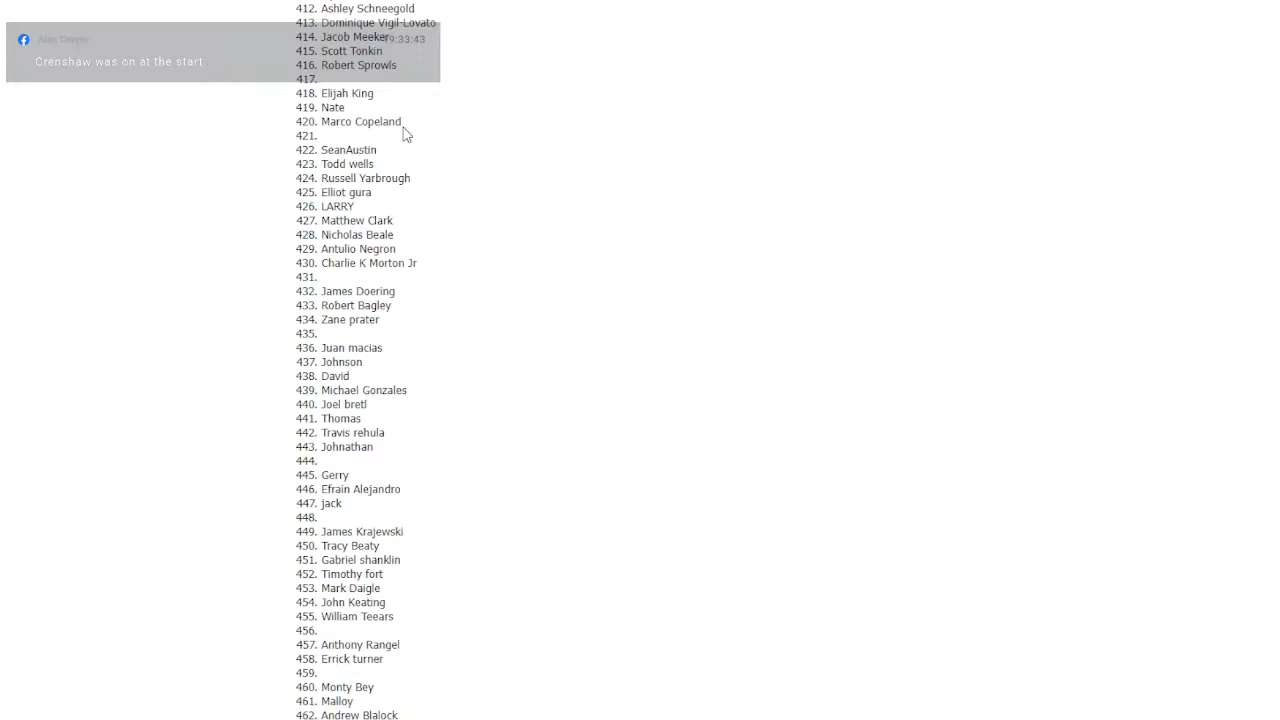 412. Ashley Schneegold
413. Dominique Vigil-Lovato
414. Jacob Meeker
19:33:43
415. Scott Tonkin
Crenshaw was on at the start.
416. Robert Sprowls
417.
418. Elijah King
419. Nate
420. Marco Copeland
421.
422. SeanAustin
423. Todd wells
424. Russell Yarbrough
425. Elliot gura
426. LARRY
427. Matthew Clark
428. Nicholas Beale
429. Antulio Negron
430. Charlie K Morton Jr
431.
432. James Doering
433. Robert Bagley
434. Zane prater
435.
436. Juan macias
437. Johnson
438. David
439. Michael Gonzales
440. Joel bretl
441. Thomas
442. Travis rehula
443. Johnathan
444.
445. Gerry
446. Efrain Alejandro
447. jack
448.
449. James Krajewski
450. Tracy Beaty
451. Gabriel shanklin
452. Timothy fort
453. Mark Daigle
454. John Keating
455. William Teears
456.
457. Anthony Rangel
458. Errick turner
459.
460. Monty Bey
461. Malloy
462. Andrew Blalock